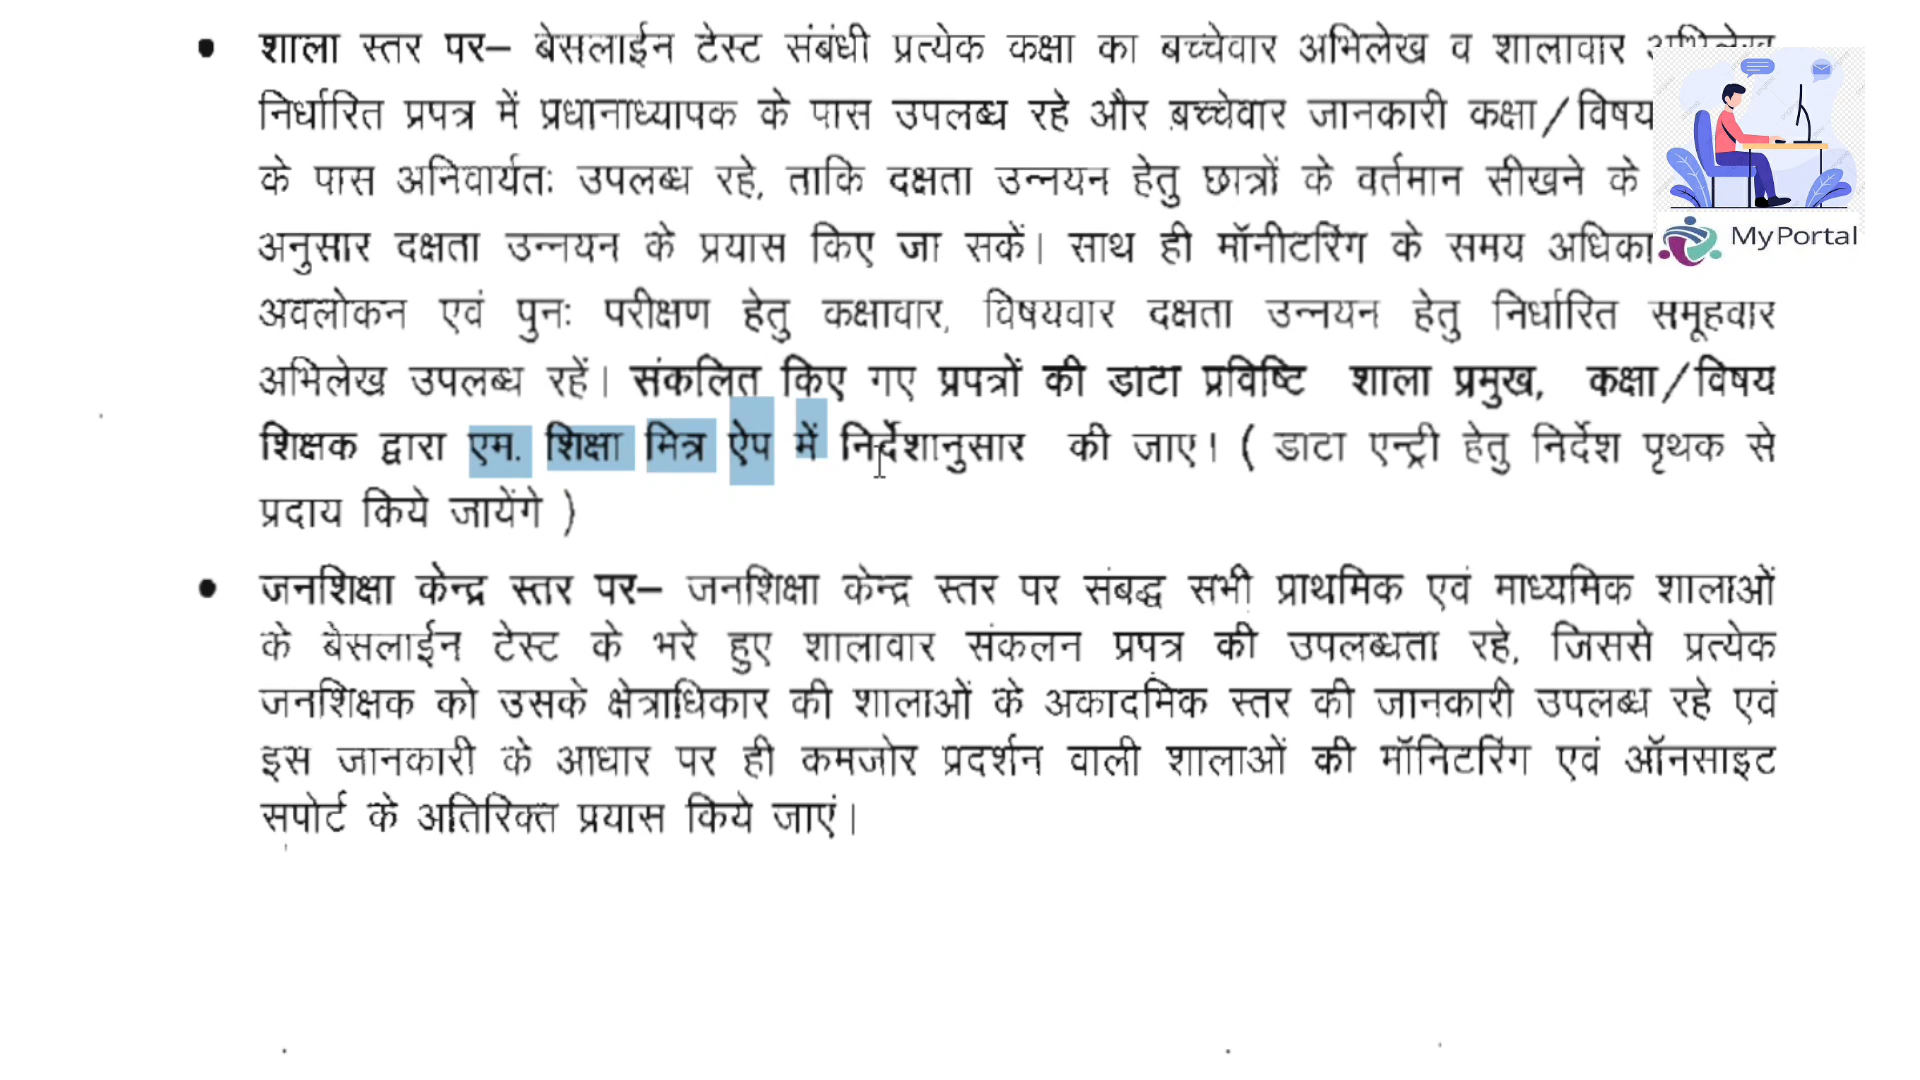 • शाला स्तर पर– बेसलाईन टेस्ट संबंधी प्रत्येक कक्षा का बच्चेवार अभिलेख व शालावार
निर्धारित प्रपत्र में प्रधानाध्यापक के पास उपलब्ध रहे और बच्चेवार जानकारी कक्षा/विषय
के पास अनिवार्यतः उपलब्ध रहे, ताकि दक्षता उन्नयन हेतु छात्रों के वर्तमान सीखने के
अनुसार दक्षता उन्नयन के प्रयास किए जा सकें। साथ ही मॉनीटरिंग के समय
MyPortal
अवलोकन एवं पुनः परीक्षण हेतु कक्षावार, विषयवार दक्षता उन्नयन हेतु निर्धारित समूहवार
अभिलेख उपलब्ध रहें। संकलित किए गए प्रपत्रों की डाटा प्रविष्टि शाला प्रमुख, कक्षा/विषय
शिक्षक द्वारा एम. शिक्षा मित्र ऐप में निर्देशानुसार की जाए। ( डाटा एन्ट्री हेतु निर्देश पृथक से
प्रदाय किये जायेंगे )
• जनशिक्षा केन्द्र स्तर पर– जनशिक्षा केन्द्र स्तर पर संबद्ध सभी प्राथमिक एवं माध्यमिक शालाओं
के बेसलाईन टेस्ट के भरे हुए शालावार संकलन प्रपत्र की उपलब्धता रहे, जिससे प्रत्येक
जनशिक्षक को उसके क्षेत्राधिकार की शालाओं के अकादमिक स्तर की जानकारी उपलब्ध रहे एवं
इस जानकारी के आधार पर ही कमजोर प्रदर्शन वाली शालाओं की मॉनिटरिंग एवं ऑनसाइट
सपोर्ट के अतिरिक्त प्रयास किये जाएं।